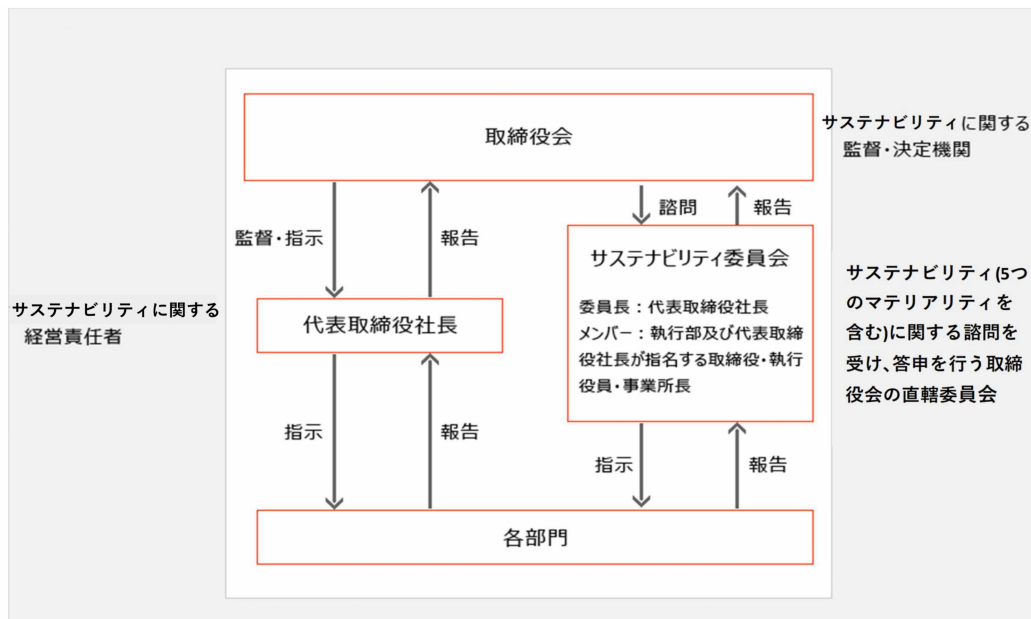 取締役会
サステナビリティに関する
監督・決定機関
監督・指示
報告
諮問
報告
サステナビリティに関する
経営責任者
代表取締役社長
サステナビリティ委員会
委員長：代表取締役社長
メンバー：執行部及び代表取締
役社長が指名する取締役・執行
役員・事業所長
サステナビリティ(5つ
のマテリアリティを
含む)に関する諮問を
受け、答申を行う取締
役会の直轄委員会
指示
報告
指示
報告
各部門